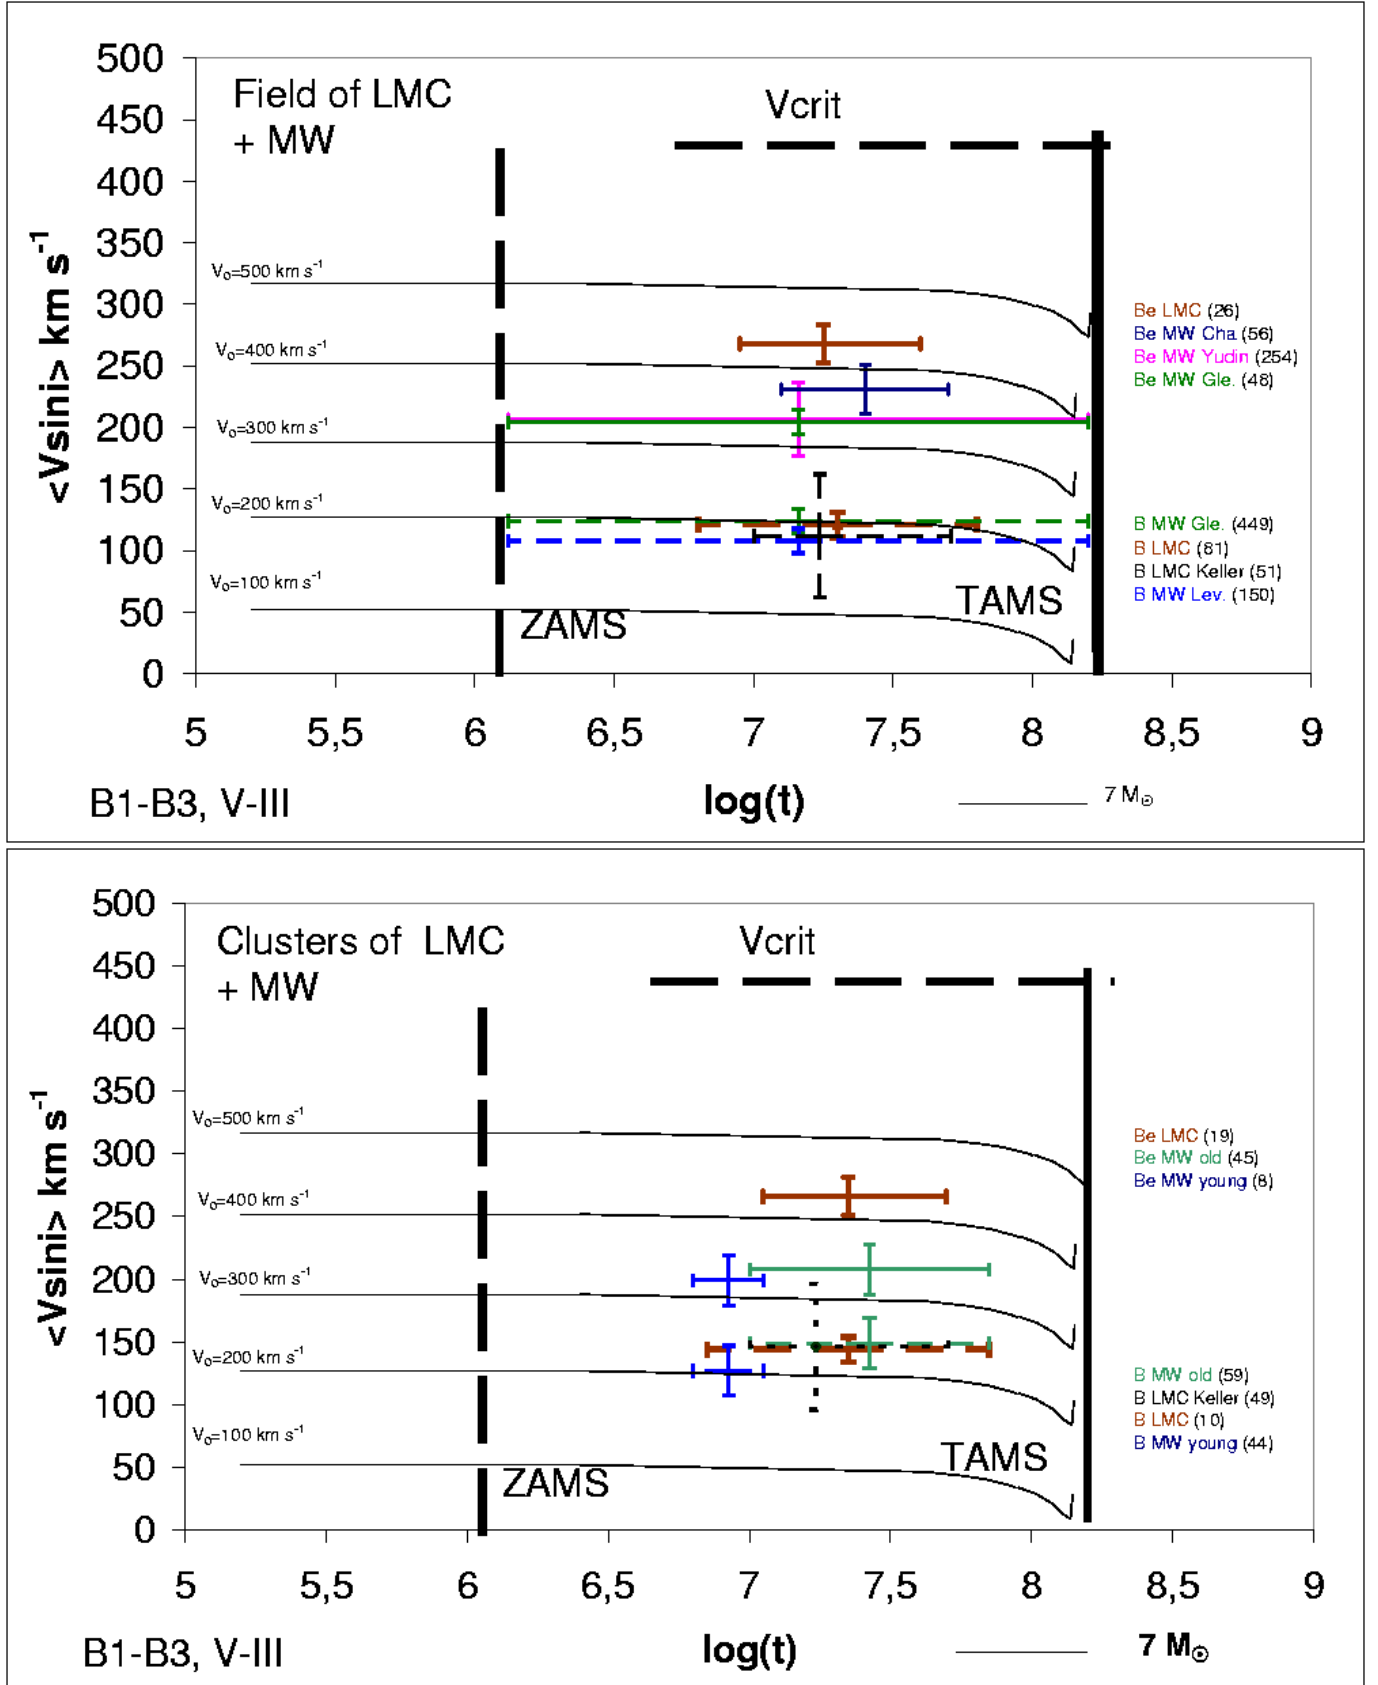 500
450
400
350
300
250
200
150
100
50
0
<Vsini> km s⁻¹
Field of LMC
+ MW
Vcrit
V₀=500 km s⁻¹
V₀=400 km s⁻¹
V₀=300 km s⁻¹
V₀=200 km s⁻¹
V₀=100 km s⁻¹
ZAMS
TAMS
Be LMC (26)
Be MW Cha (56)
Be MW Yudin (254)
Be MW Gle. (48)
B MW Gle. (449)
B LMC (81)
B LMC Keller (51)
B MW Lev. (150)
5 5,5 6 6,5 7 7,5 8 8,5 9
B1-B3, V-III
log(t)
7 M☉
500
450
400
350
300
250
200
150
100
50
0
<Vsini> km s⁻¹
Clusters of LMC
+ MW
Vcrit
V₀=500 km s⁻¹
V₀=400 km s⁻¹
V₀=300 km s⁻¹
V₀=200 km s⁻¹
V₀=100 km s⁻¹
ZAMS
TAMS
Be LMC (19)
Be MW old (45)
Be MW young (8)
B MW old (59)
B LMC Keller (49)
B LMC (10)
B MW young (44)
5 5,5 6 6,5 7 7,5 8 8,5 9
B1-B3, V-III
log(t)
7 M☉